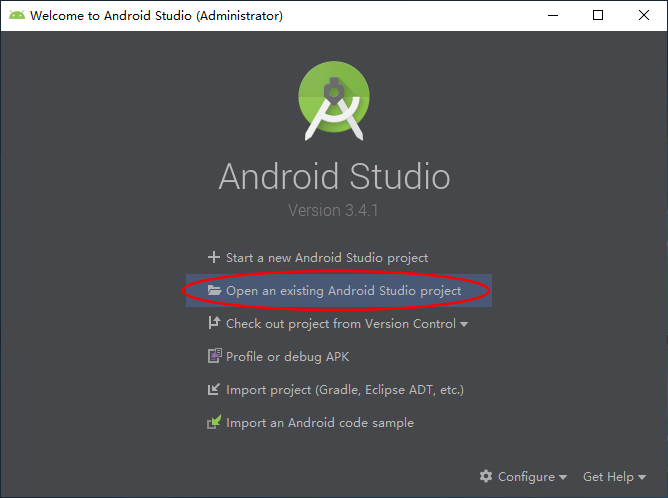 Welcome to Android Studio (Administrator)
Android Studio
Version 3.4.1
Start a new Android Studio project
Open an existing Android Studio project
Check out project from Version Control
Profile or debug APK
Import project (Gradle, Eclipse ADT, etc.)
Import an Android code sample
Configure Get Help